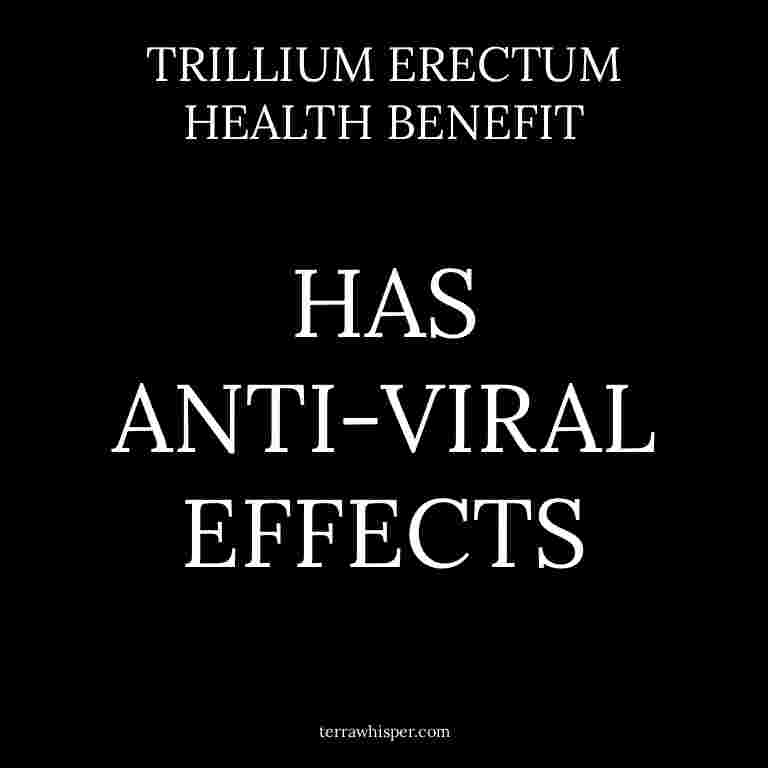 TRILLIUM ERECTUM
HEALTH BENEFIT
HAS
ANTI-VIRAL
EFFECTS
terrawhisper.com